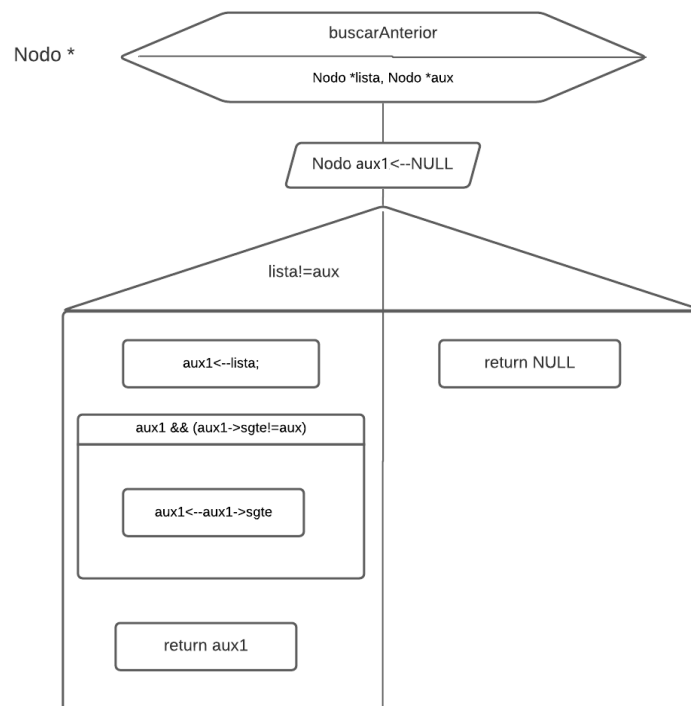 buscarAnterior
Nodo *
Nodo *lista, Nodo *aux
Nodo aux1<--NULL
lista!=aux
aux1<--lista;
return NULL
aux1 && (aux1->sgte!=aux)
aux1<--aux1->sgte
return aux1